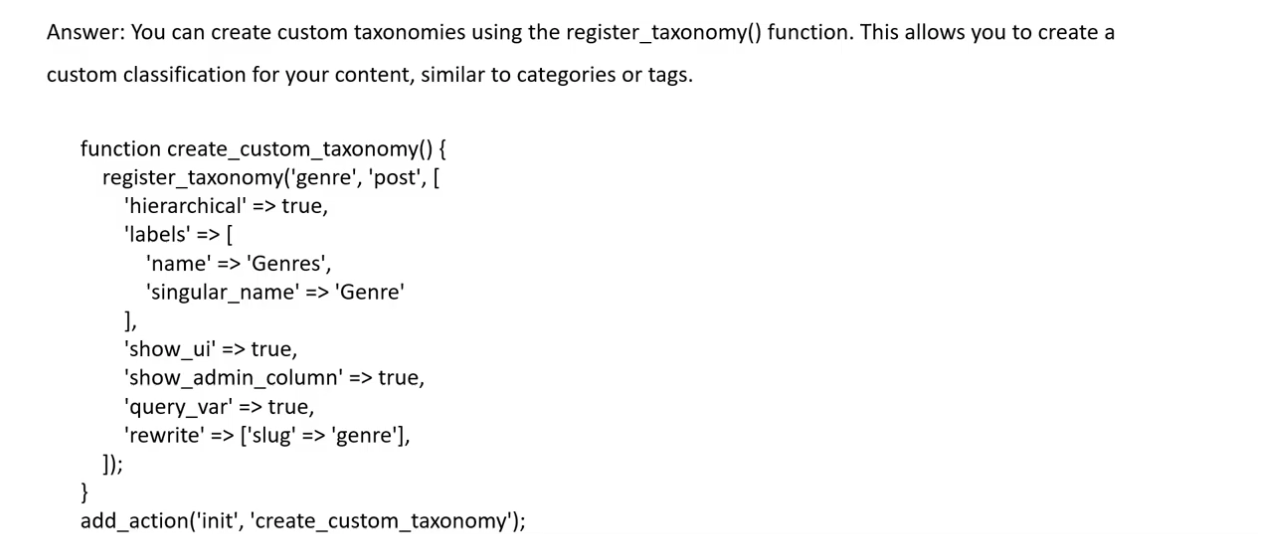 Answer: You can create custom taxonomies using the register_taxonomy() function. This allows you to create a
custom classification for your content, similar to categories or tags.
function create_custom_taxonomy() {
register_taxonomy('genre', 'post', [
'hierarchical' => true,
'labels' => [
'name' => 'Genres',
'singular_name' => 'Genre'
],
'show_ui' => true,
'show_admin_column' => true,
'query_var' => true,
'rewrite' => ['slug' => 'genre'],
]);
}
add_action('init', 'create_custom_taxonomy');